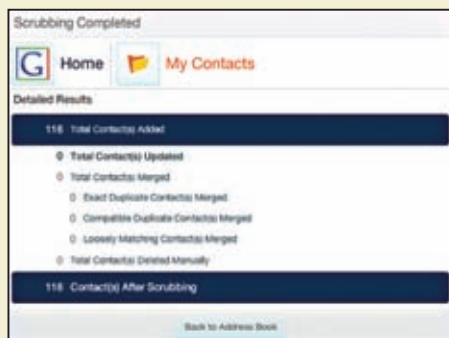 Scrubbing Completed
G Home My Contacts
Detailed Results
118 Total Contact(s) Added
0 Total Contact(s) Updated
0 Total Contact(s) Merged
0 Exact Duplicate Contact(s) Merged
0 Compatible Duplicate Contact(s) Merged
0 Loosely Matching Contact(s) Merged
0 Total Contact(s) Deleted Manually
118 Contact(s) After Scrubbing
Back to Address Book